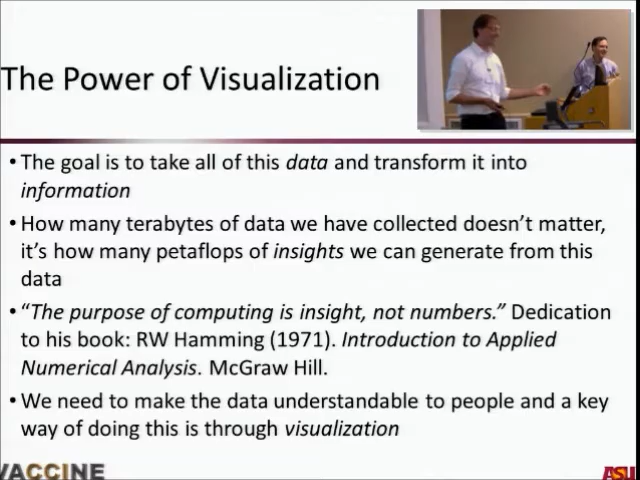 The Power of Visualization
• The goal is to take all of this data and transform it into
information
• How many terabytes of data we have collected doesn't matter,
it's how many petaflops of insights we can generate from this
data
• “The purpose of computing is insight, not numbers.” Dedication
to his book: RW Hamming (1971). Introduction to Applied
Numerical Analysis. McGraw Hill.
• We need to make the data understandable to people and a key
way of doing this is through visualization
VACCINE
ASU